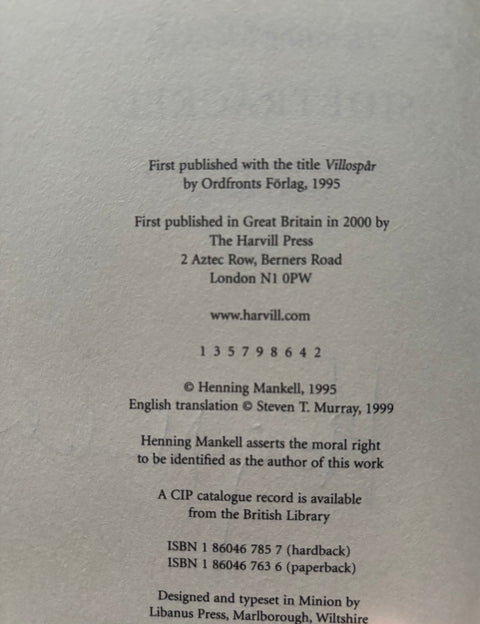 First published with the title Villospår
by Ordfronts Förlag, 1995
First published in Great Britain in 2000 by
The Harvill Press
2 Aztec Row, Berners Road
London N1 0PW
www.harvill.com
1 3 5 7 9 8 6 4 2
© Henning Mankell, 1995
English translation © Steven T. Murray, 1999
Henning Mankell asserts the moral right
to be identified as the author of this work
A CIP catalogue record is available
from the British Library
ISBN 1 86046 785 7 (hardback)
ISBN 1 86046 763 6 (paperback)
Designed and typeset in Minion by
Libanus Press, Marlborough, Wiltshire